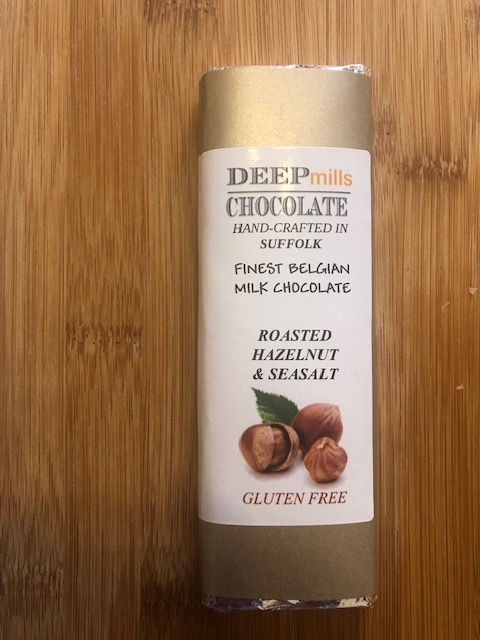 DEEPmills
CHOCOLATE
HAND-CRAFTED IN
SUFFOLK
FINEST BELGIAN
MILK CHOCOLATE
ROASTED
HAZELNUT
& SEASALT
GLUTEN FREE